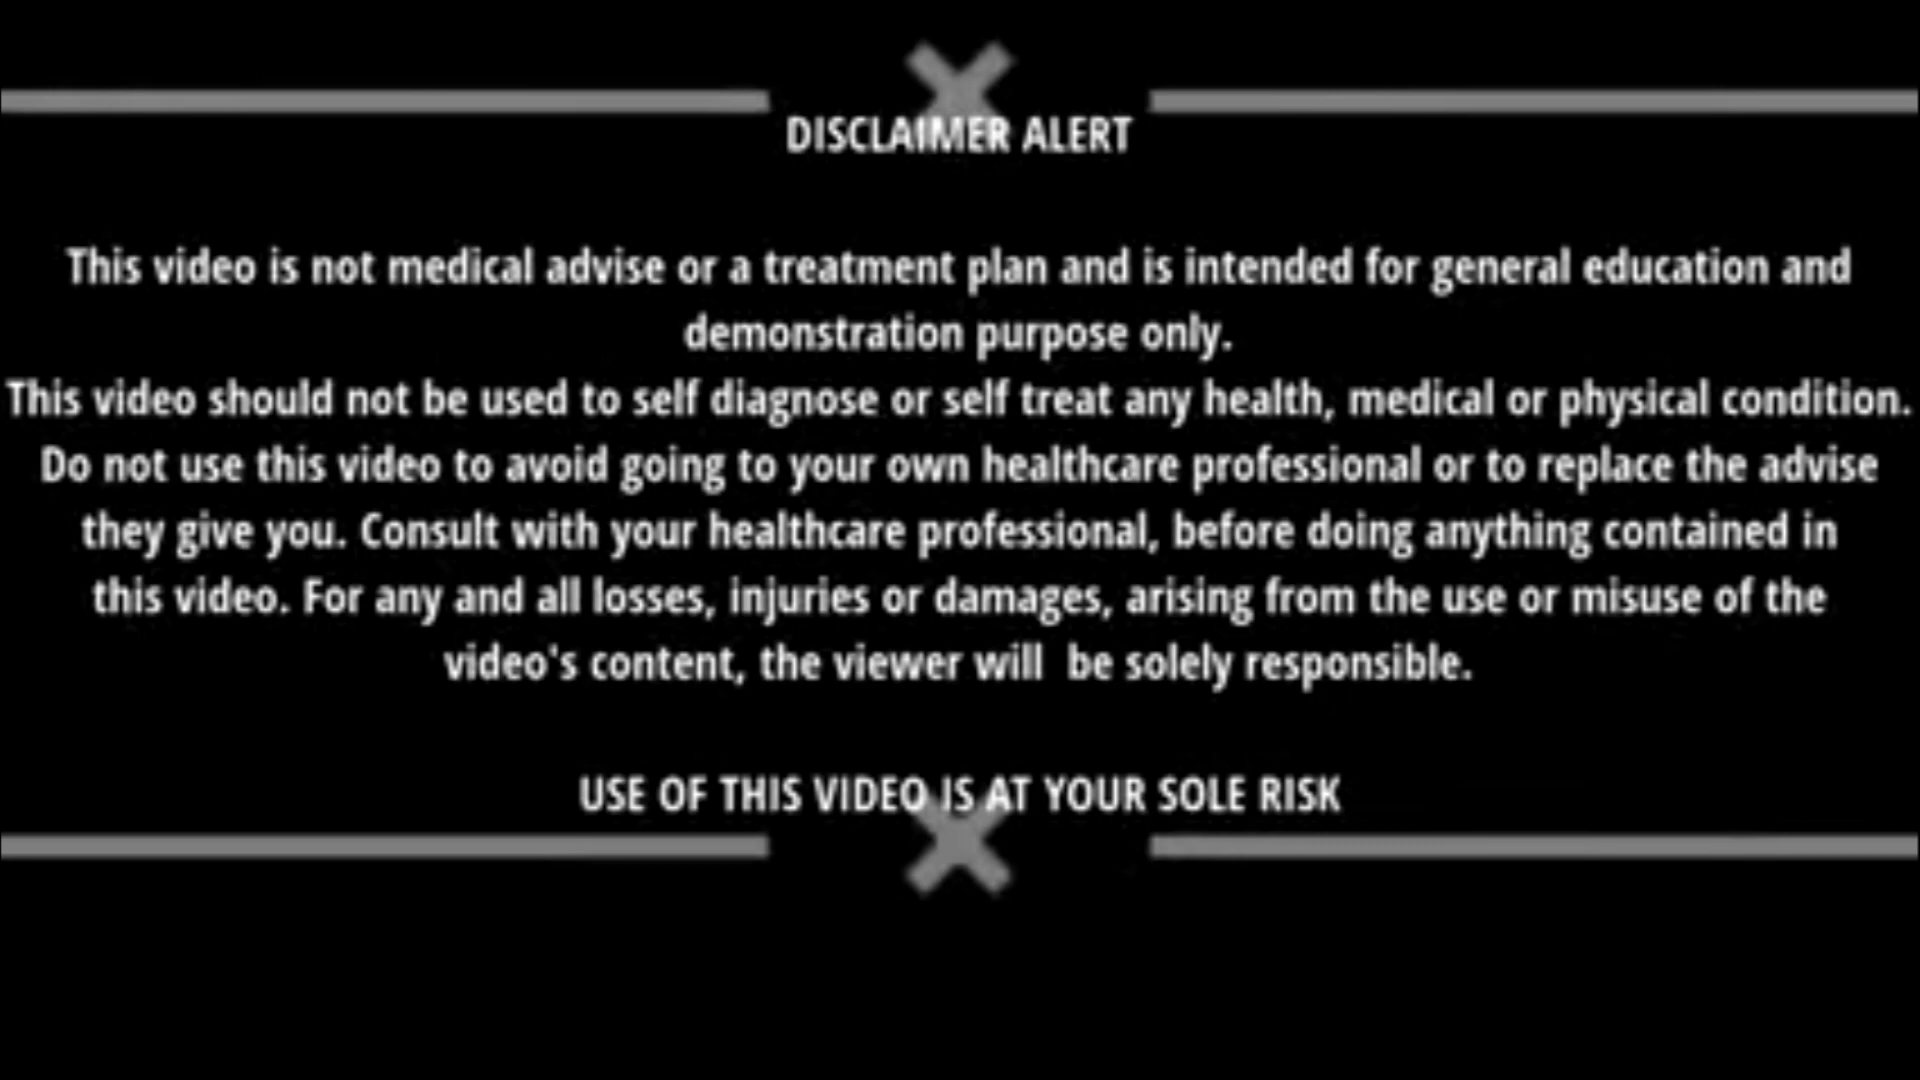 DISCLAIMER ALERT
This video is not medical advise or a treatment plan and is intended for general education and
demonstration purpose only.
This video should not be used to self diagnose or self treat any health, medical or physical condition.
Do not use this video to avoid going to your own healthcare professional or to replace the advise
they give you. Consult with your healthcare professional, before doing anything contained in
this video. For any and all losses, injuries or damages, arising from the use or misuse of the
video's content, the viewer will  be solely responsible.
USE OF THIS VIDEO IS AT YOUR SOLE RISK